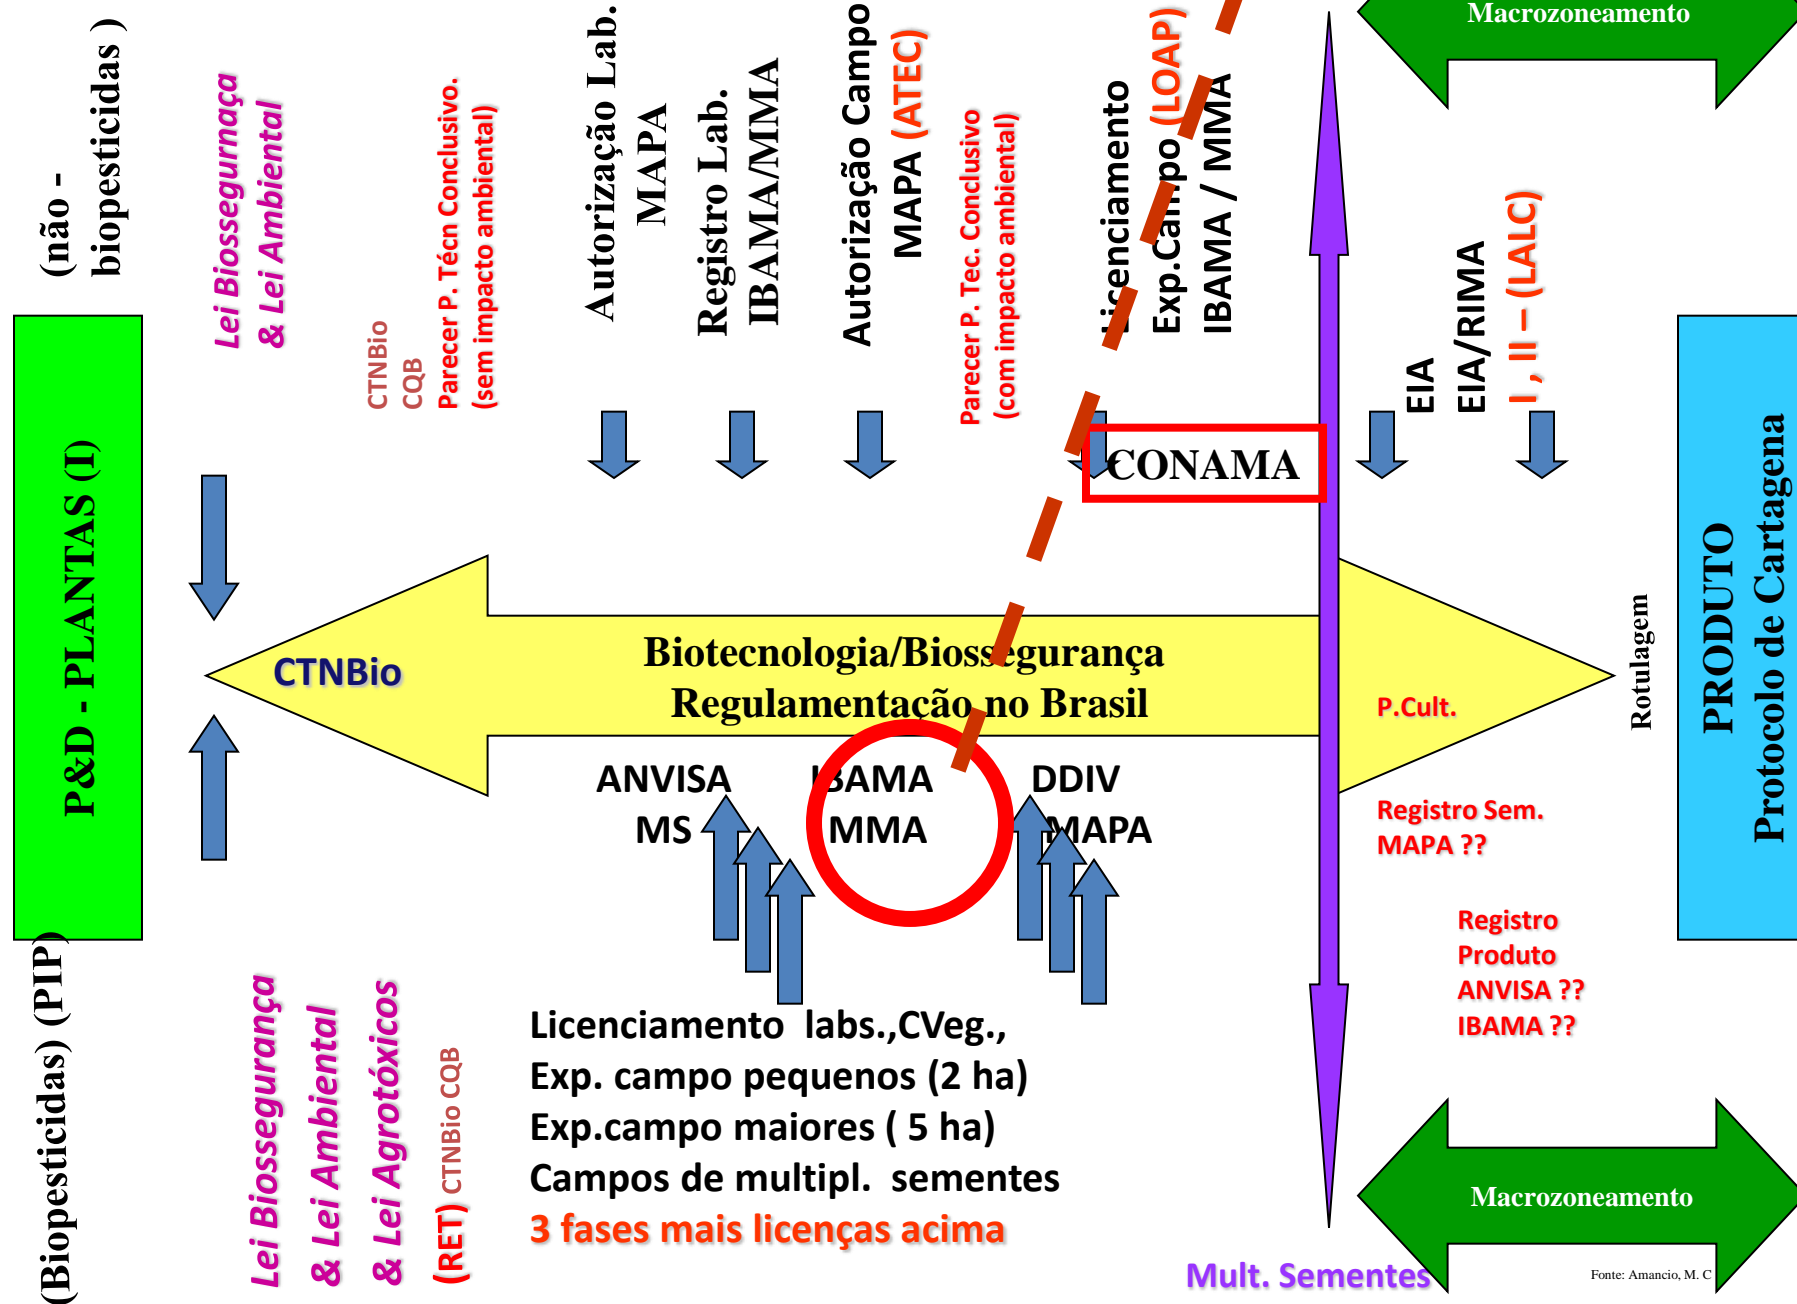 Macrozoneamento
(não -
biopesticidas )
Lei Biossegurnaça
& Lei Ambiental
CTNBio
CQB
Parecer P. Técn Conclusivo.
(sem impacto ambiental)
Autorização Lab.
MAPA
Registro Lab.
IBAMA/MMA
Autorização Campo
MAPA (ATEC)
Parecer P. Tec. Conclusivo
(com impacto ambiental)
Licenciamento
Exp.Campo (LOAP)
IBAMA / MMA
EIA
EIA/RIMA
I , II – (LALC)
CONAMA
P&D - PLANTAS (I)
CTNBio
Biotecnologia/Biossegurança
Regulamentação no Brasil
P.Cult.
Rotulagem
PRODUTO
Protocolo de Cartagena
ANVISA
MS
IBAMA
MMA
DDIV
MAPA
Registro Sem.
MAPA ??
Registro
Produto
ANVISA ??
IBAMA ??
(Biopesticidas) (PIP)
Lei Biossegurança
& Lei Ambiental
& Lei Agrotóxicos
(RET) CTNBio CQB
Licenciamento labs.,CVeg.,
Exp. campo pequenos (2 ha)
Exp.campo maiores ( 5 ha)
Campos de multipl. sementes
3 fases mais licenças acima
Macrozoneamento
Mult. Sementes
Fonte: Amancio, M. C